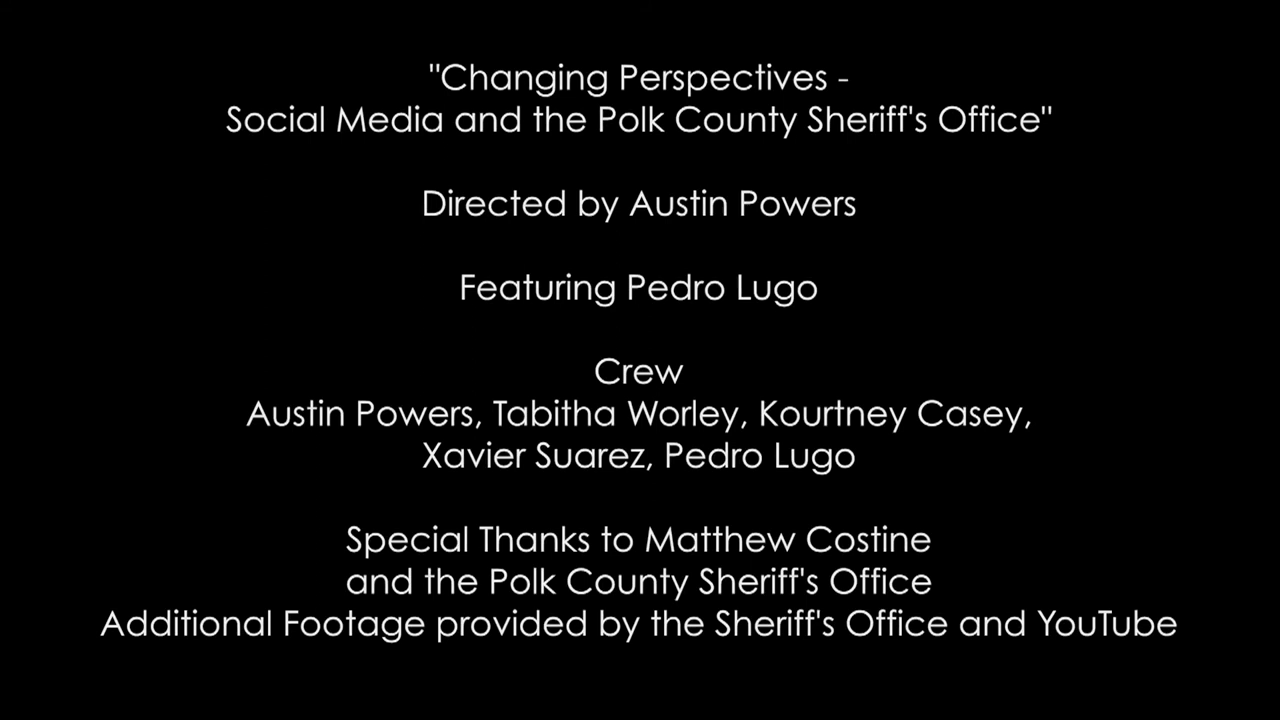 "Changing Perspectives -
Social Media and the Polk County Sheriff's Office"
Directed by Austin Powers
Featuring Pedro Lugo
Crew
Austin Powers, Tabitha Worley, Kourtney Casey,
Xavier Suarez, Pedro Lugo
Special Thanks to Matthew Costine
and the Polk County Sheriff's Office
Additional Footage provided by the Sheriff's Office and YouTube